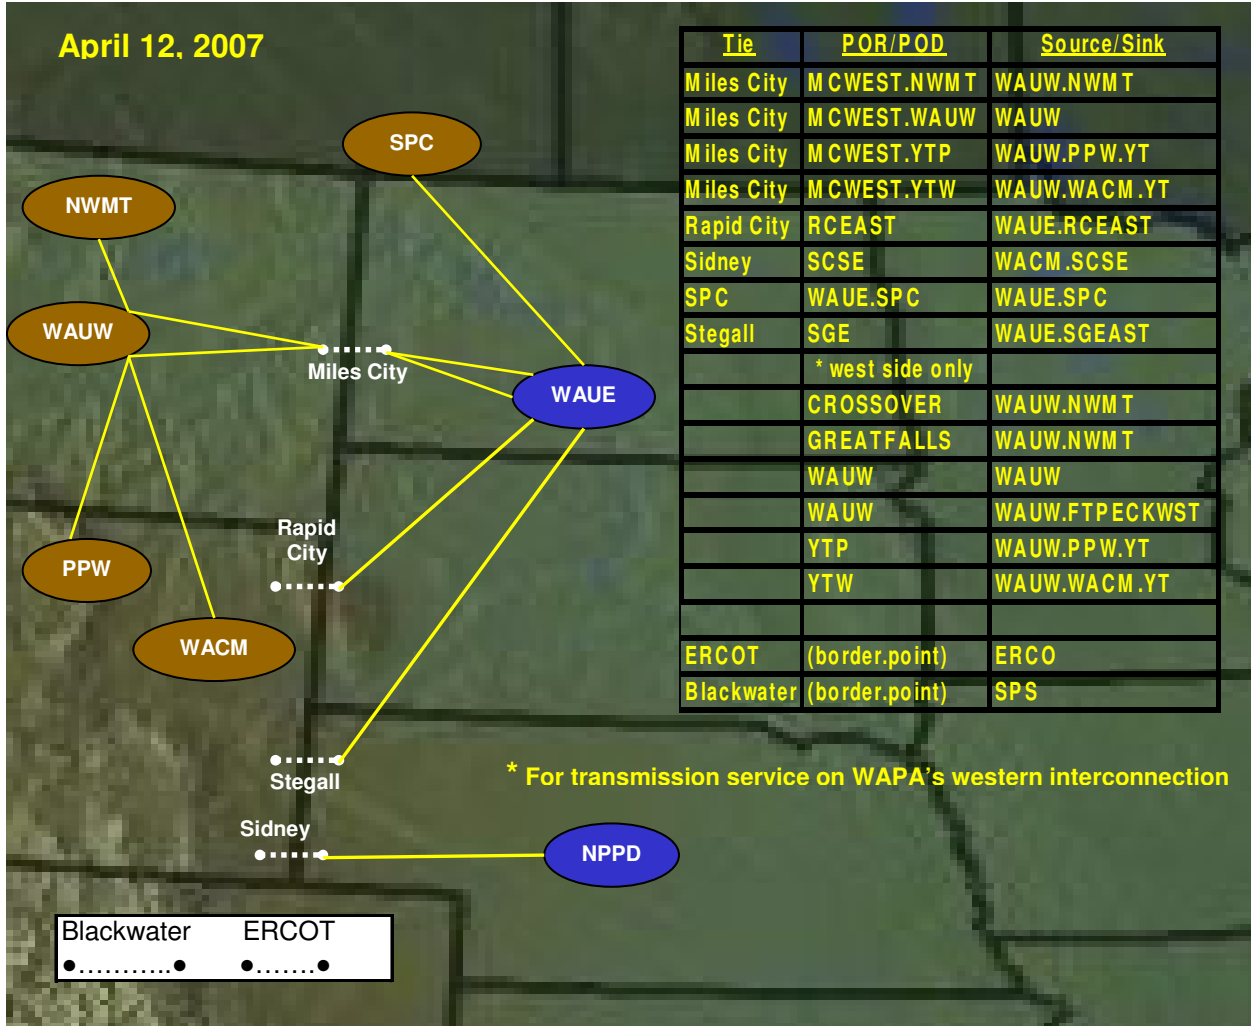 April 12, 2007
Tie POR/POD Source/Sink
Miles City MCWEST.NWMT WAUW.NWMT
Miles City MCWEST.WAUW WAUW
Miles City MCWEST.YTP WAUW.PPW.YT
Miles City MCWEST.YTW WAUW.WACM.YT
Rapid City RCEAST WAUE.RCEAST
Sidney SCSE WACM.SCSE
SPC WAUE.SPC WAUE.SPC
Stegall SGE WAUE.SGEAST
* west side only
CROSSOVER WAUW.NWMT
GREATFALLS WAUW.NWMT
WAUW WAUW
WAUW WAUW.FTPECKWST
YTP WAUW.PPW.YT
YTW WAUW.WACM.YT
ERCOT (border.point) ERCO
Blackwater (border.point) SPS
SPC
NWMT
WAUW
Miles City
WAUE
Rapid
City
PPW
WACM
Stegall
* For transmission service on WAPA's western interconnection
Sidney
NPPD
Blackwater ERCOT
●...........● ●.......●